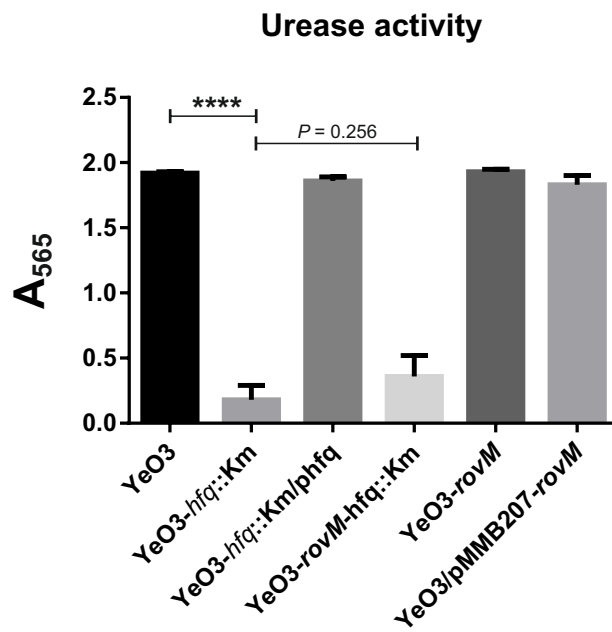 Urease activity
****
P = 0.256
2.5
2.0
1.5
1.0
0.5
0.0
A565
YeO3
YeO3-hfq::Km
YeO3-hfq::Km/phfq
YeO3-rovM-hfq::Km
YeO3-rovM
YeO3/pMMB207-rovM